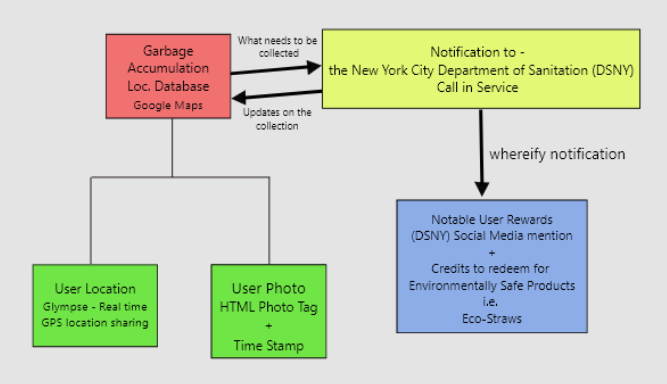 Garbage
Accumulation
Loc. Database
Google Maps
What needs to be
collected
Updates on the
collection
Notification to -
the New York City Department of Sanitation (DSNY)
Call in Service
whereify notification
Notable User Rewards
(DSNY) Social Media mention
+
Credits to redeem for
Environmentally Safe Products
i.e.
Eco-Straws
User Location
Glympse - Real time
GPS location sharing
User Photo
HTML Photo Tag
+
Time Stamp